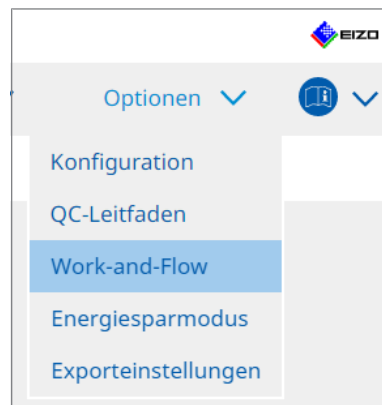 EIZO
Optionen
Konfiguration
QC-Leitfaden
Work-and-Flow
Energiesparmodus
Exporteinstellungen